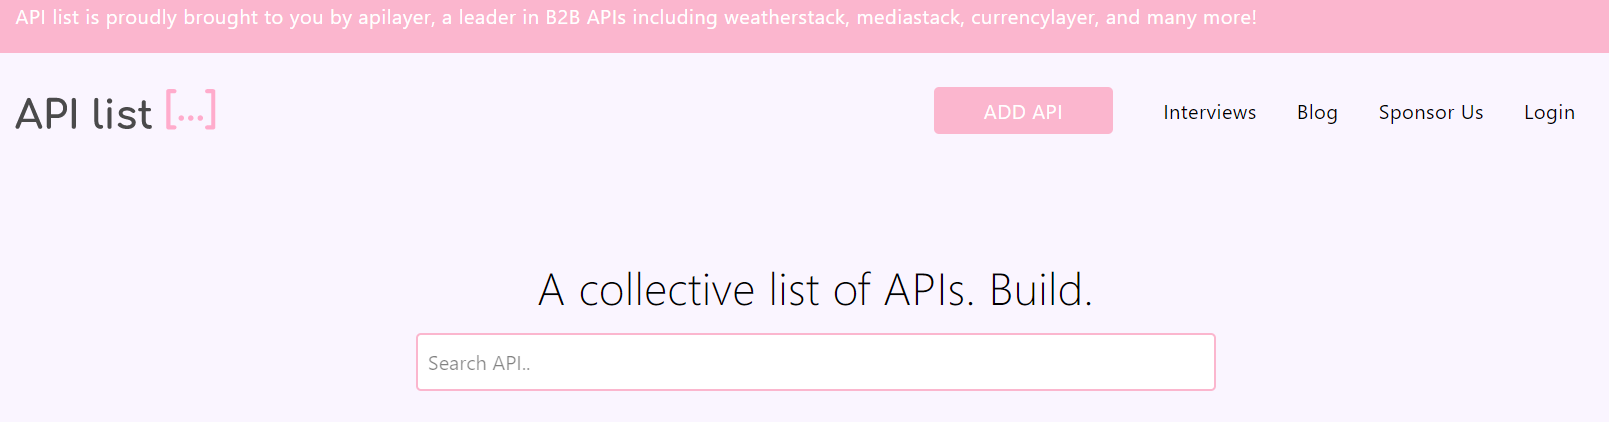 API list is proudly brought to you by apilayer, a leader in B2B APIs including weatherstack, mediastack, currencylayer, and many more!
API list [...]
ADD API
Interviews
Blog
Sponsor Us
Login
A collective list of APIs. Build.
Search API..